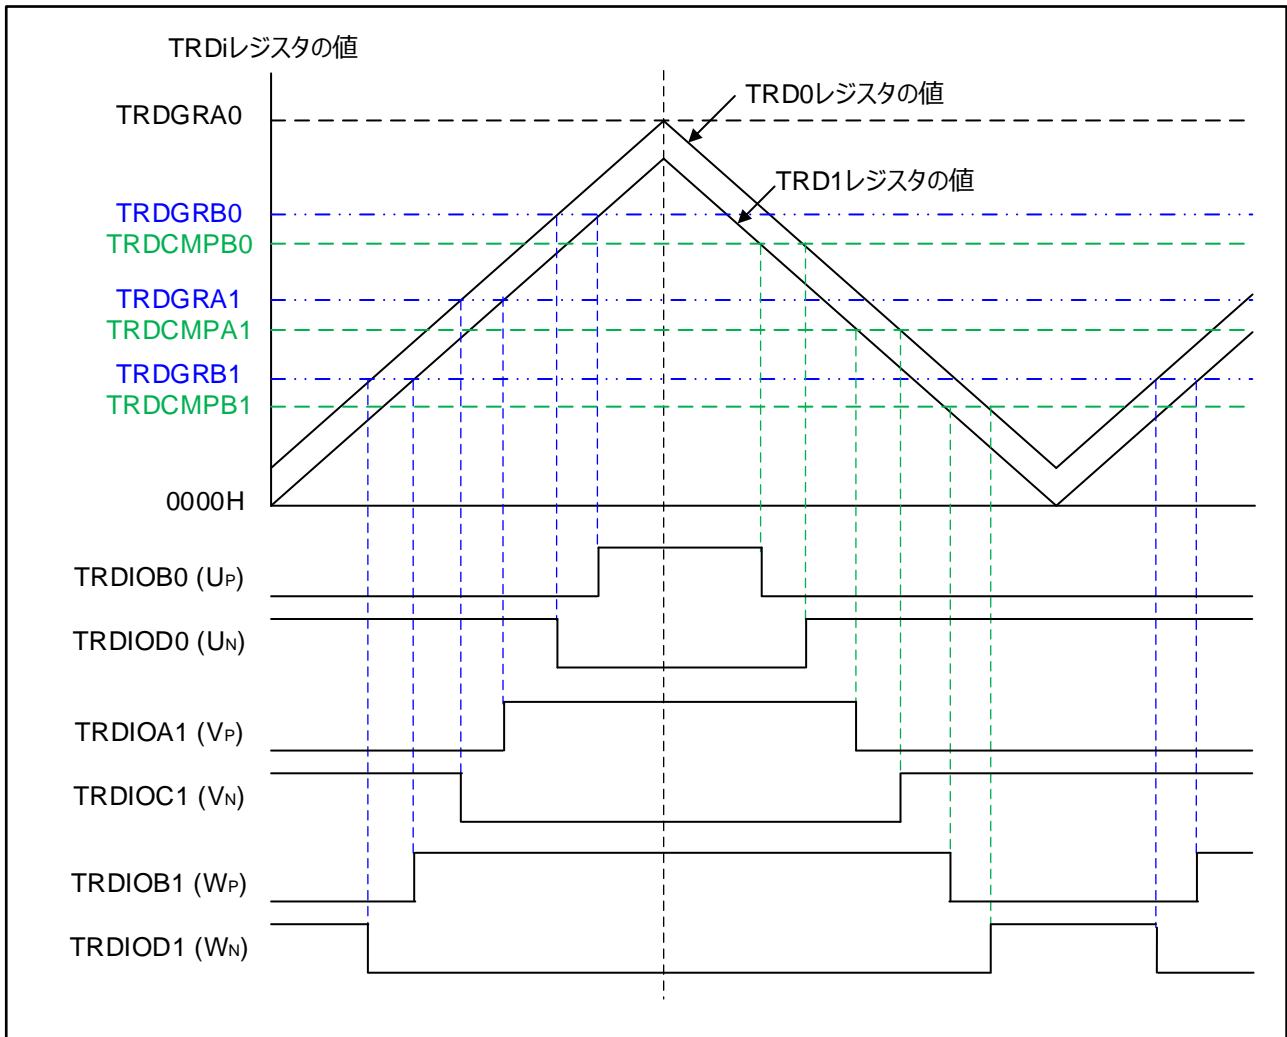 TRDiレジスタの値
TRDGRA0
TRD0レジスタの値
TRD1レジスタの値
TRDGRB0
TRDCMPB0
TRDGRA1
TRDCMPA1
TRDGRB1
TRDCMPB1
0000H
TRDIOB0 (UP)
TRDIOD0 (UN)
TRDIOA1 (VP)
TRDIOC1 (VN)
TRDIOB1 (WP)
TRDIOD1 (WN)